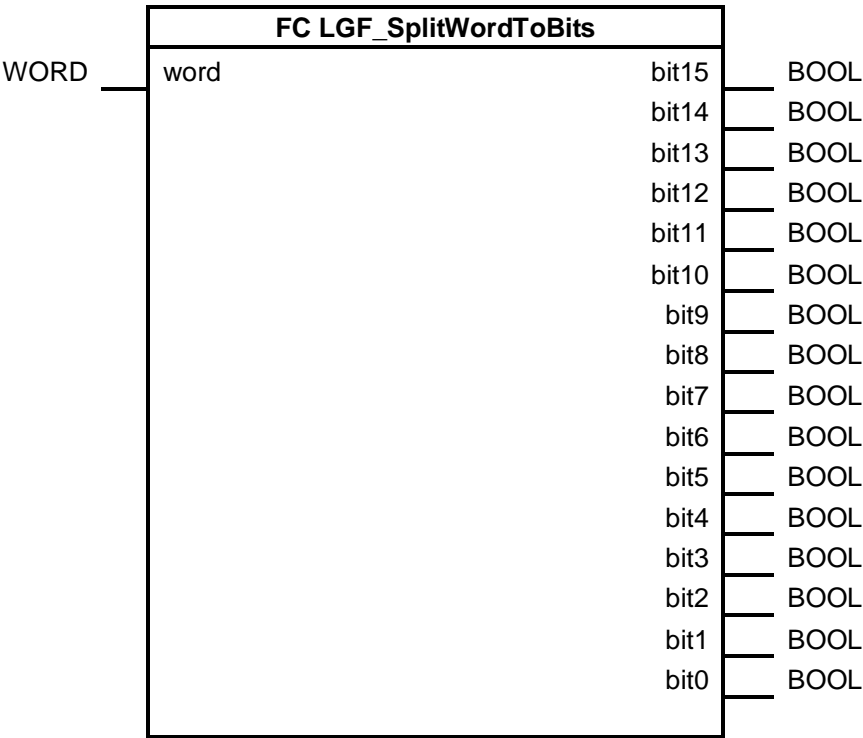 FC LGF_SplitWordToBits
WORD word bit15 BOOL
bit14 BOOL
bit13 BOOL
bit12 BOOL
bit11 BOOL
bit10 BOOL
bit9 BOOL
bit8 BOOL
bit7 BOOL
bit6 BOOL
bit5 BOOL
bit4 BOOL
bit3 BOOL
bit2 BOOL
bit1 BOOL
bit0 BOOL